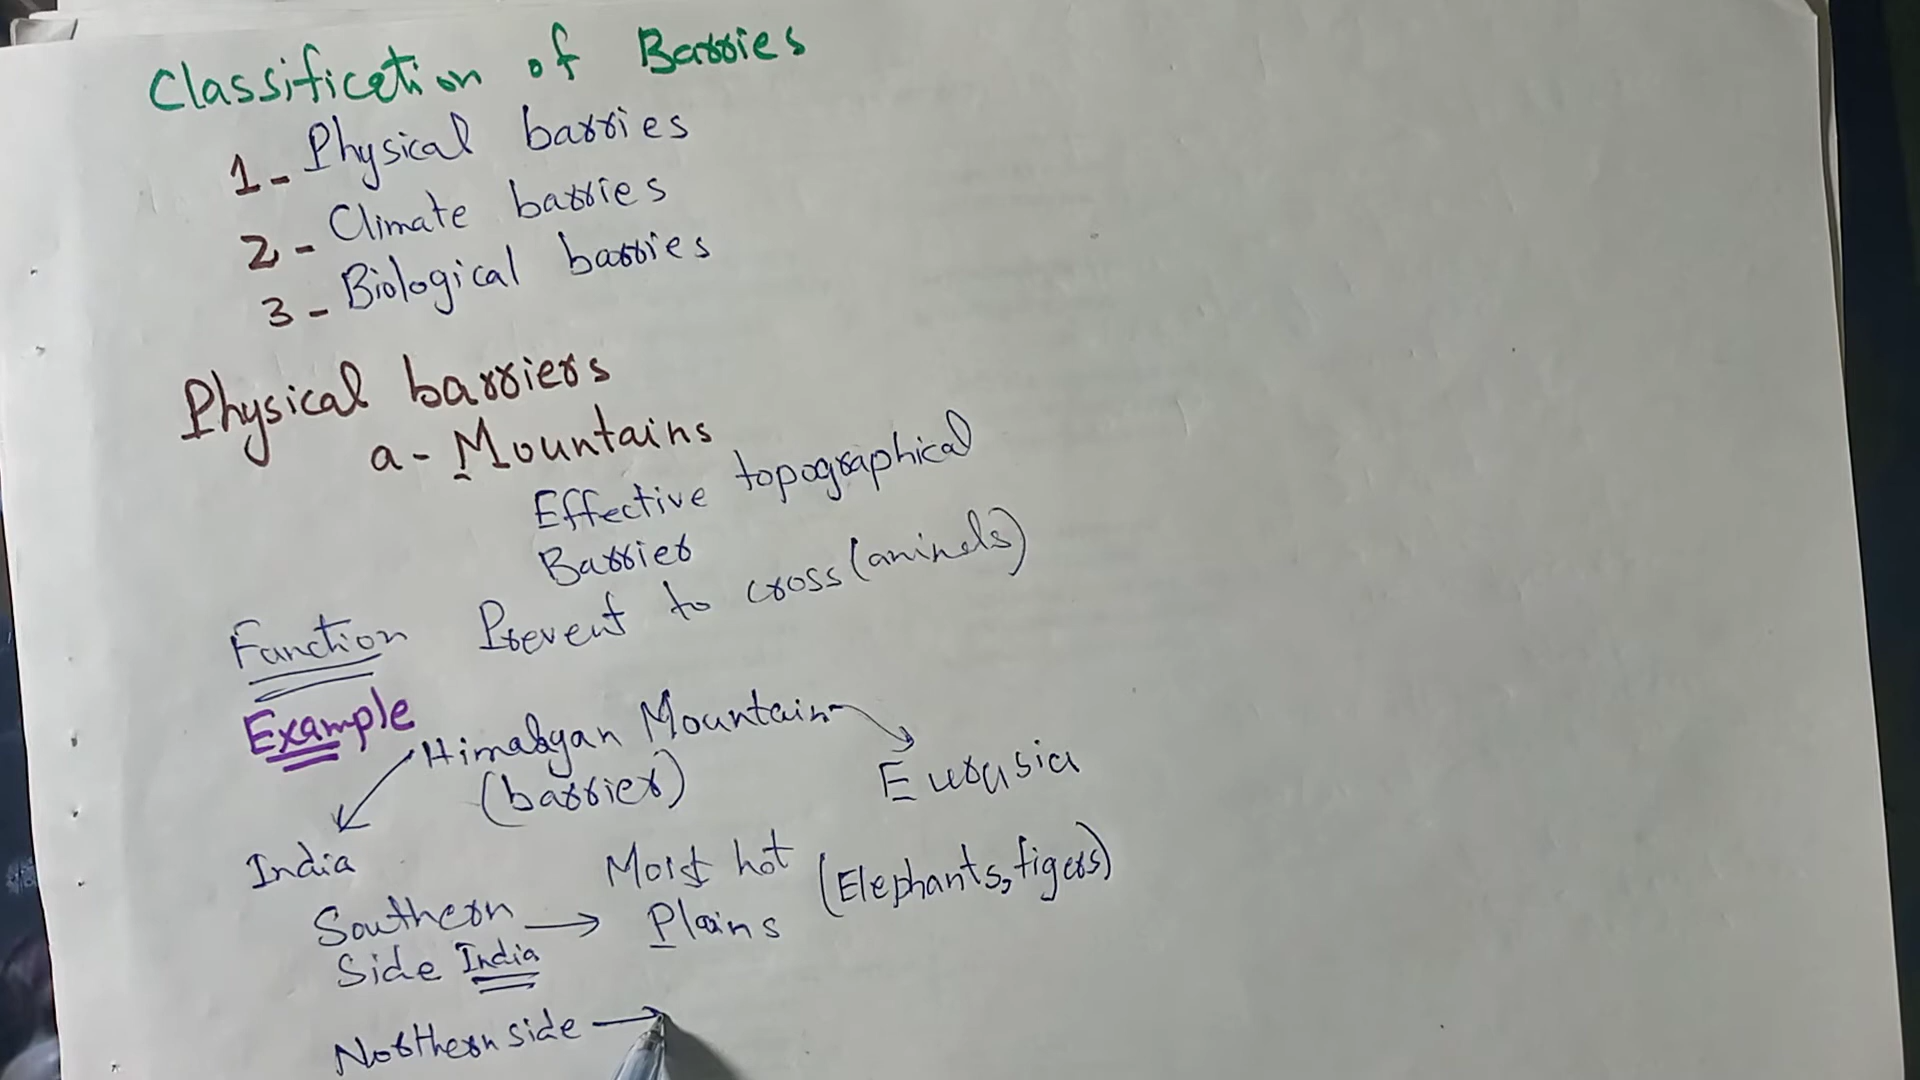 Classification of Barries
1- Physical barries
2- Climate barries
3- Biological barries
Physical barriers
a- Mountains
Effective topographical
Barrier
Function Prevent to cross (animals)
Example
Himalayan Mountain
(barrier)
Eurasia
India
Southern Side India → Moist hot Plains (Elephants, tigers)
Northern side →